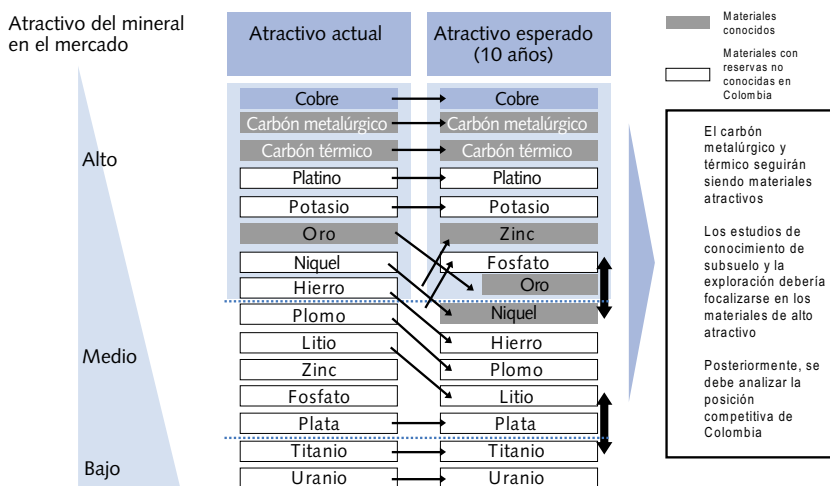 Atractivo del mineral
en el mercado
Atractivo actual
Atractivo esperado
(10 años)
Materiales
conocidos
Materiales con
reservas no
conocidas en
Colombia
Alto
Medio
Bajo
Cobre
Carbón metalúrgico
Carbón térmico
Platino
Potasio
Oro
Niquel
Hierro
Plomo
Litio
Zinc
Fosfato
Plata
Titanio
Uranio
Cobre
Carbón metalúrgico
Carbón térmico
Platino
Potasio
Zinc
Fosfato
Oro
Niquel
Hierro
Plomo
Litio
Plata
Titanio
Uranio
El carbón
metalúrgico y
térmico seguirán
siendo materiales
atractivos
Los estudios de
conocimiento de
subsuelo y la
exploración debería
focalizarse en los
materiales de alto
atractivo
Posteriormente, se
debe analizar la
posición
competitiva de
Colombia